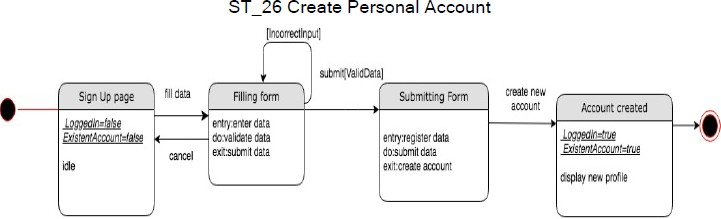 ST_26 Create Personal Account
[IncorrectInput]
submit[ValidData]
Sign Up page
LoggedIn=false
ExistentAccount=false
idle
fill data
cancel
Filling form
entry:enter data
do:validate data
exit:submit data
Submitting Form
entry:register data
do:submit data
exit:create account
create new
account
Account created
LoggedIn=true
ExistentAccount=true
display new profile